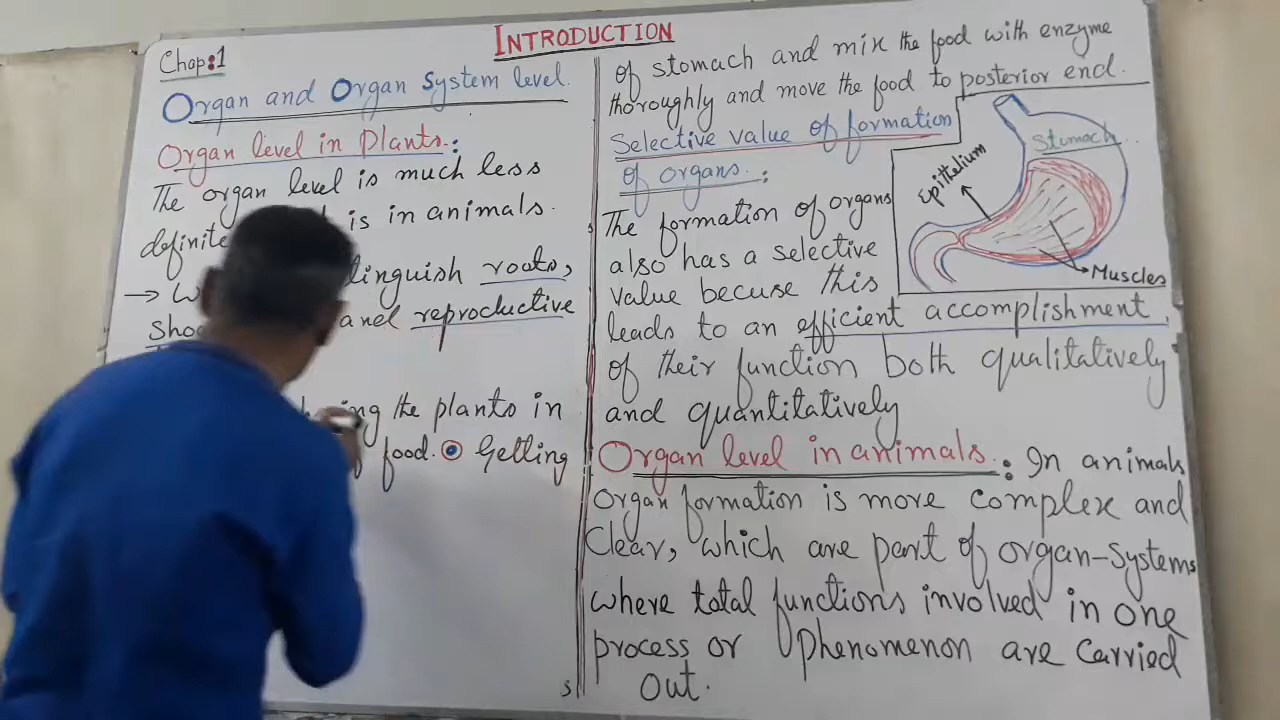 Chap:1
INTRODUCTION
Organ and Organ System level.
Organ level in Plants:
The organ level is much less
definite is in animals.
→ linguish roots,
Shoo and reproductive
ing the plants in
food. Getting
of stomach and mix the food with enzyme
thoroughly and move the food to posterior end.
Selective value of formation
of organs:
The formation of organs
also has a selective
value becuse this
leads to an efficient accomplishment
of their function both qualitatively
and quantitatively
Stomach
Epithelium
Muscles
Organ level in animals: In animals
organ formation is more complex and
Clear, which are part of organ-systems
where total functions involved in one
process or phenomenon are carried
out.